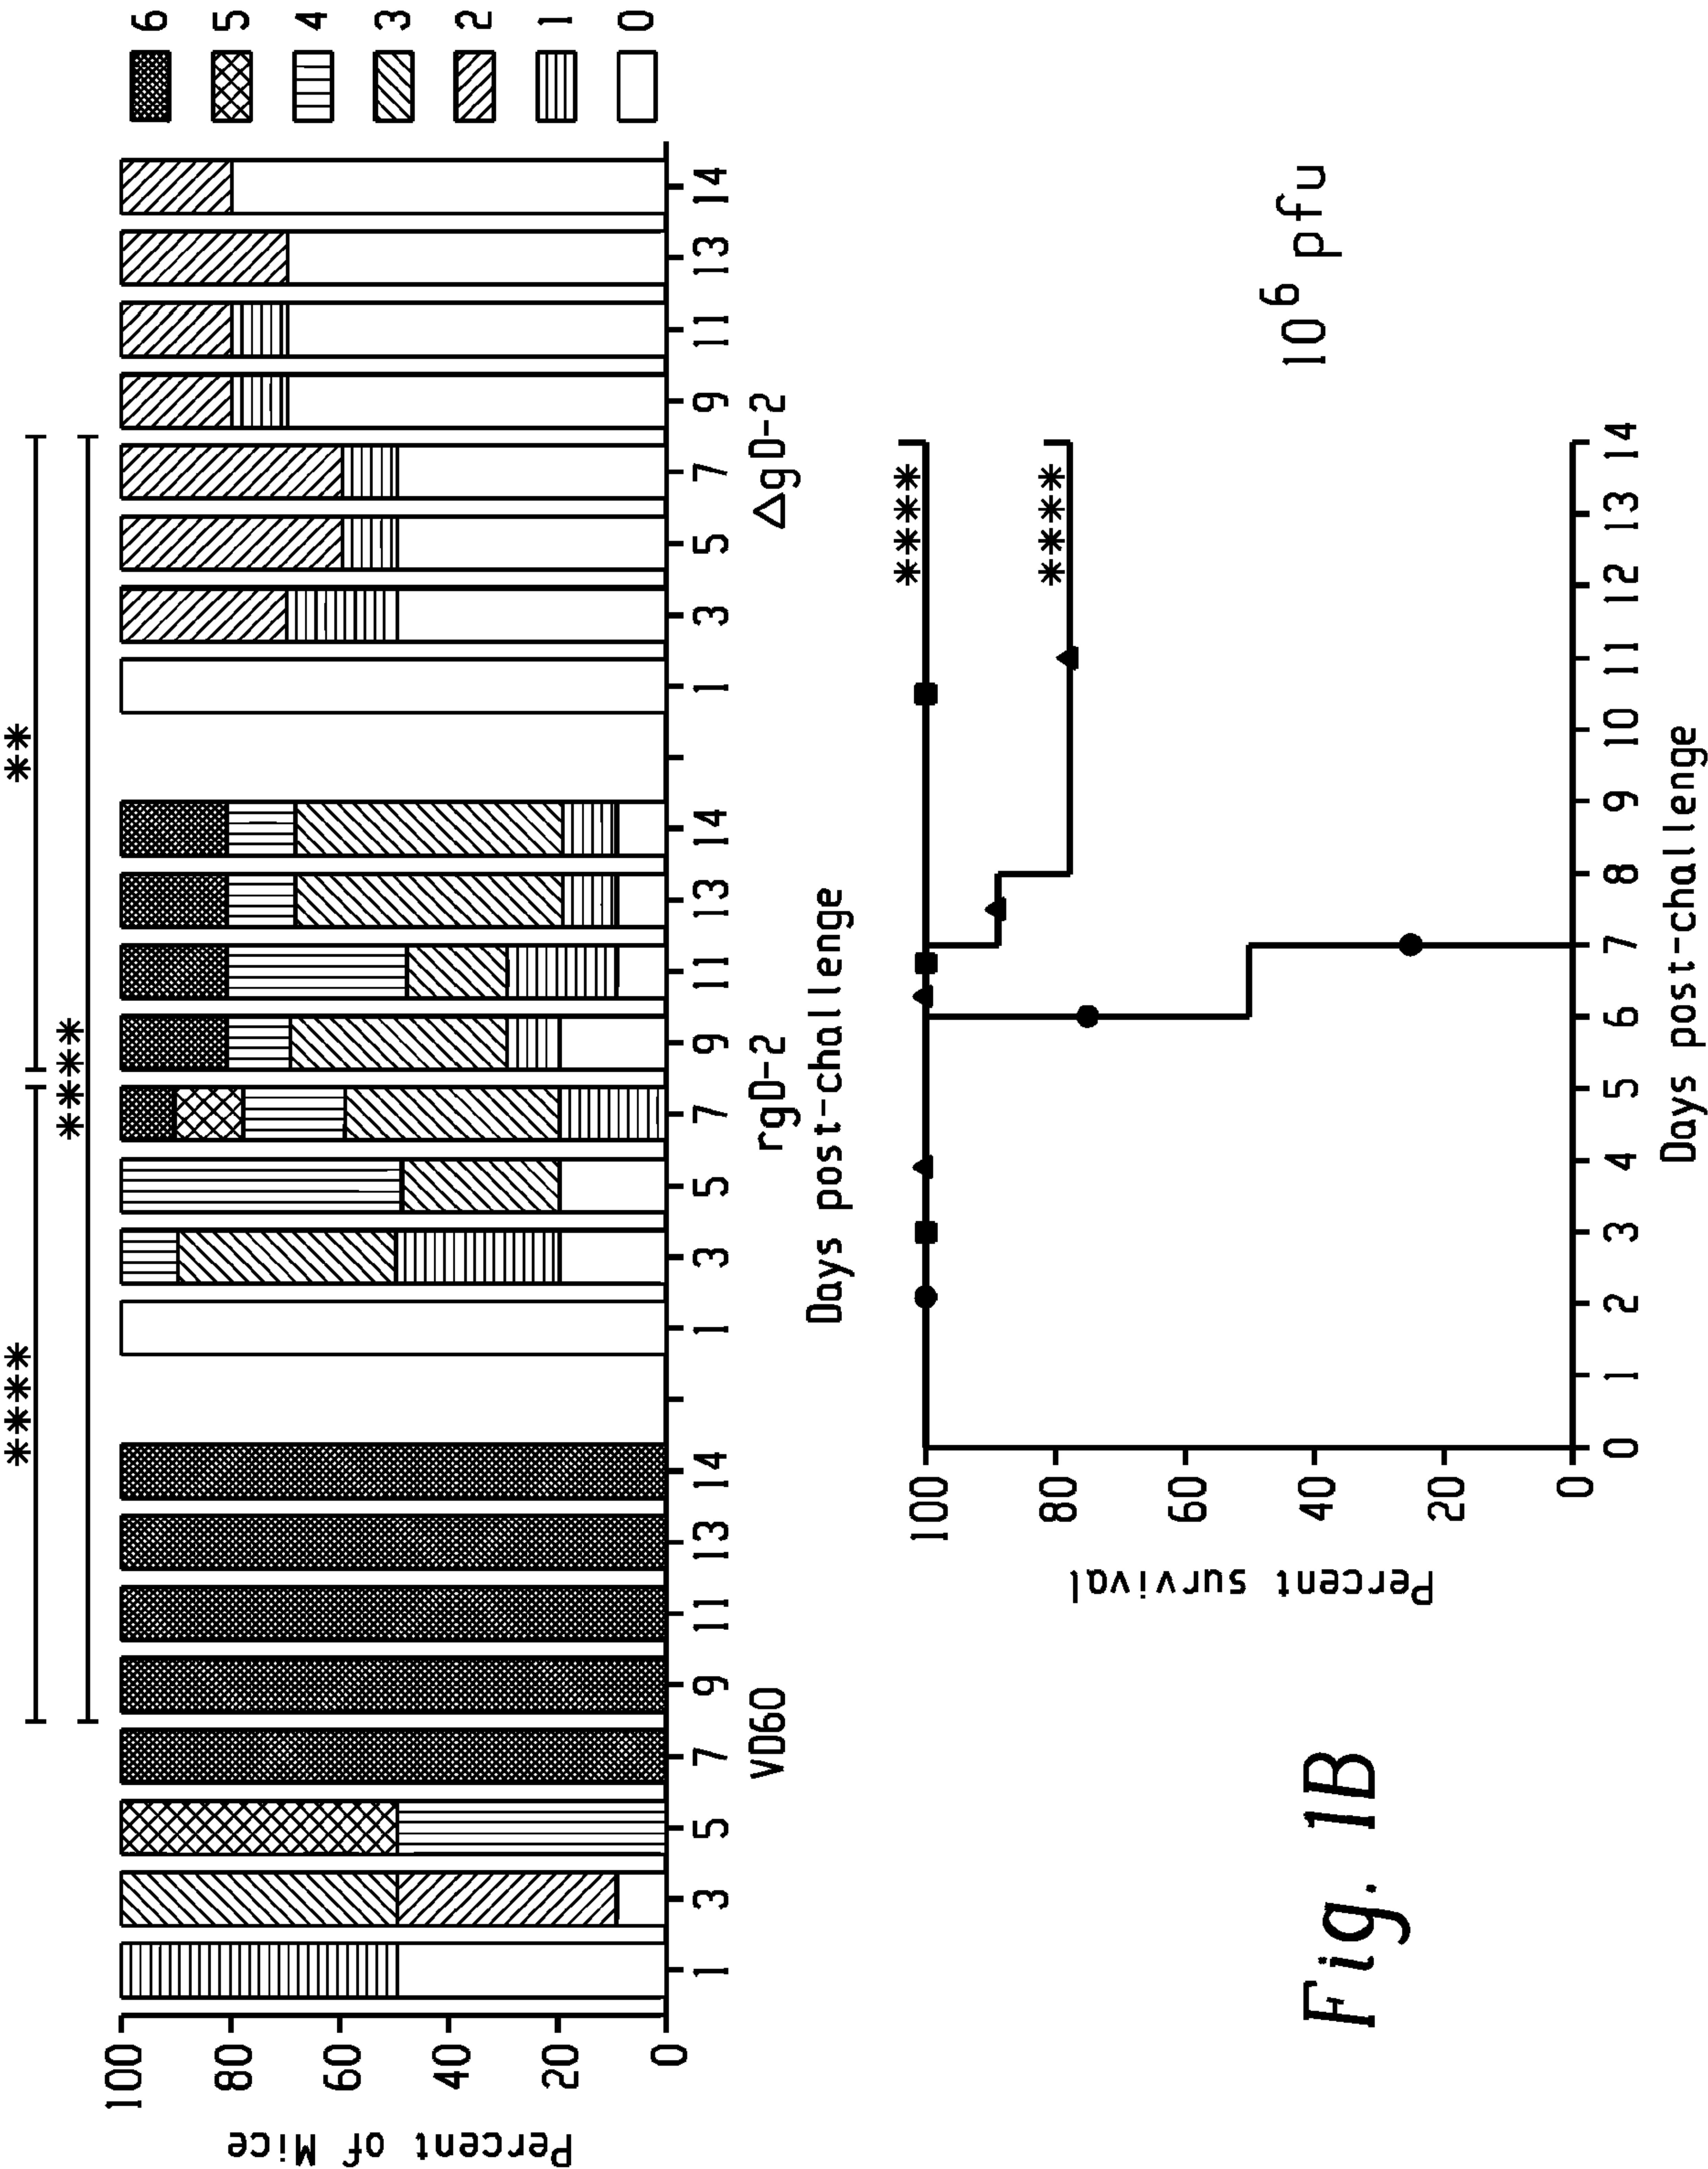 **** **
****
Percent of Mice
100
80
60
40
20
0
6
5
4
3
2
1
0
1 3 5 7 9 11 13 14 1 3 5 7 9 11 13 14 1 3 5 7 9 11 13 14
VD60 rgD-2 ΔgD-2
Days post-challenge
Percent survival
100
80
60
40
20
0
****
****
0 1 2 3 4 5 6 7 8 9 10 11 12 13 14
Days post-challenge
10⁶ pfu
Fig. 1B